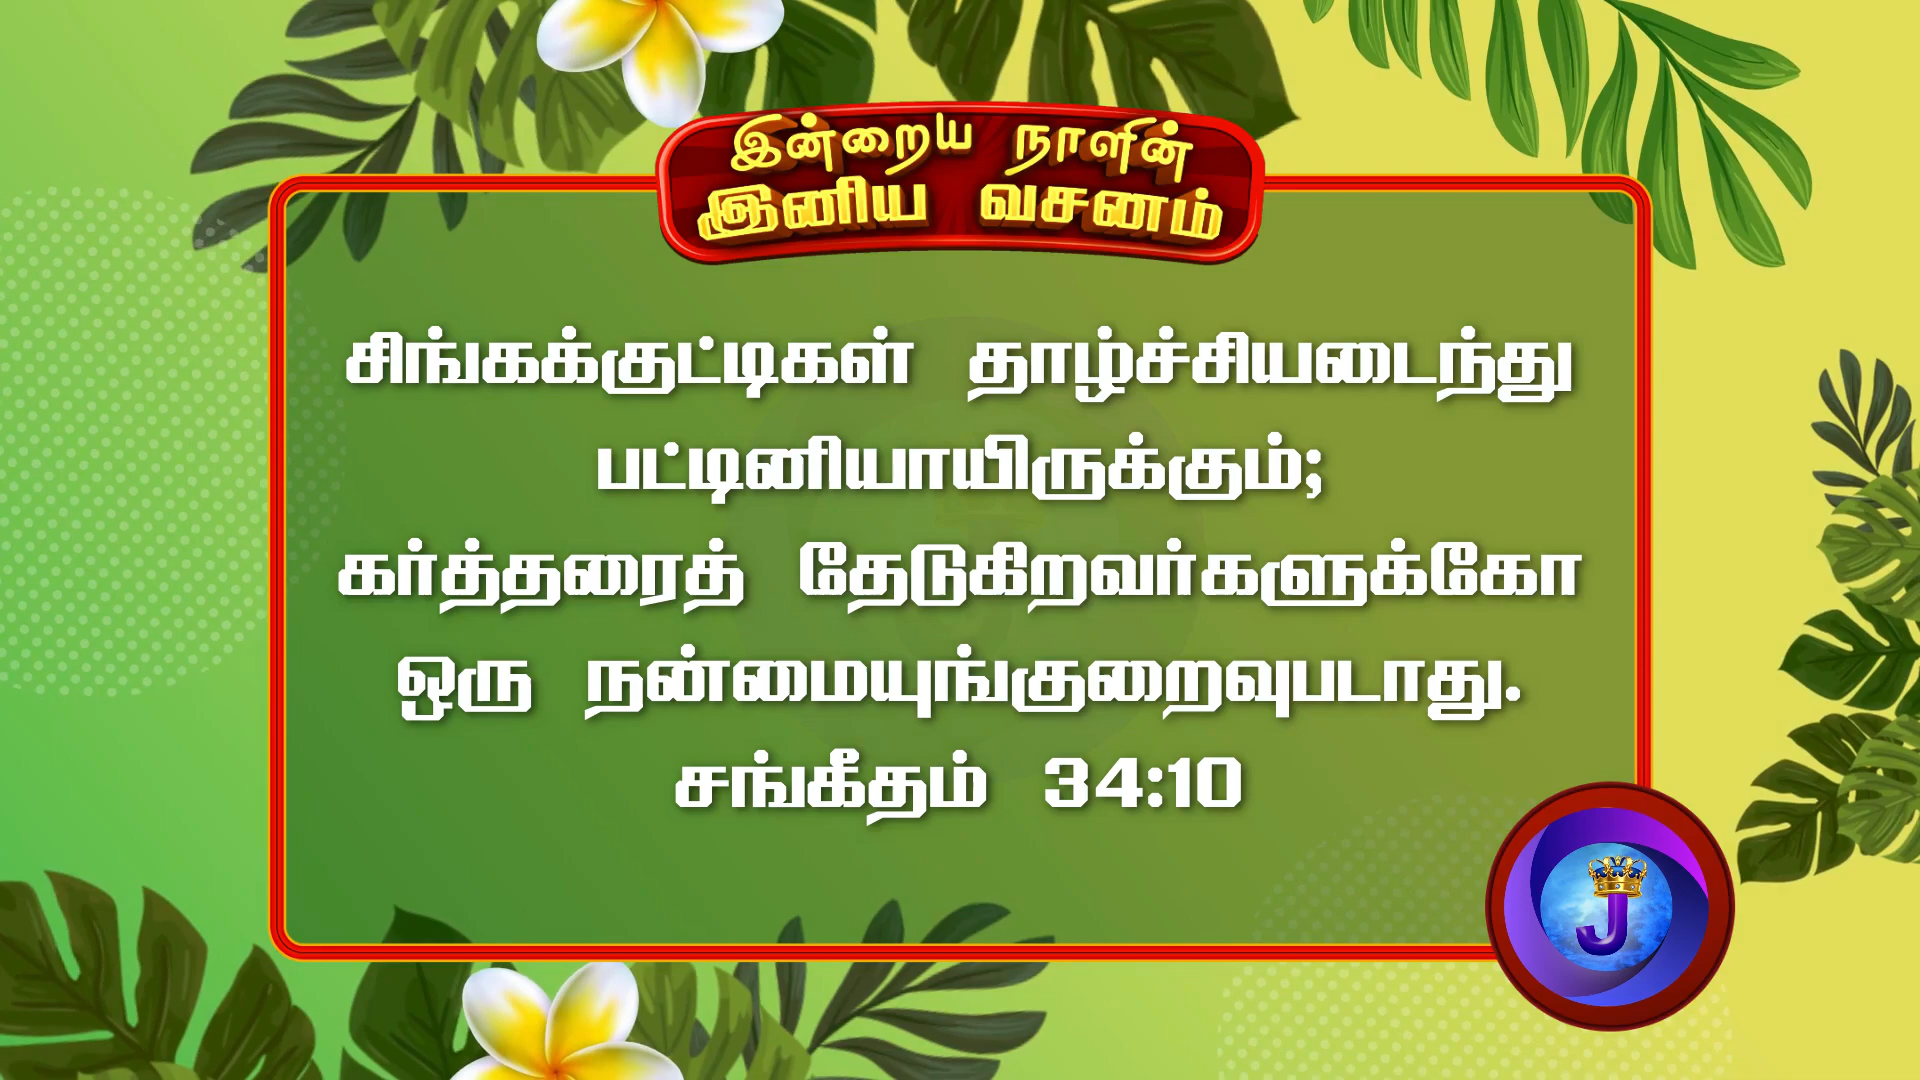 இன்றைய நாளின்
இனிய வசனம்
சிங்கக்குட்டிகள் தாழ்ச்சியடைந்து
பட்டினியாயிருக்கும்;
கர்த்தரைத் தேடுகிறவர்களுக்கோ
ஒரு நன்மையுங்குறைவுபடாது.
சங்கீதம் 34:10
J